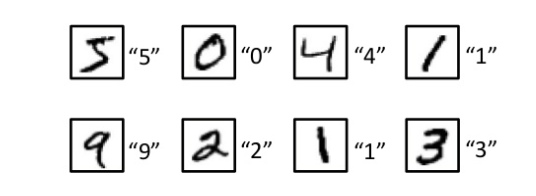 5 “5” 0 “0” 4 “4” 1 “1”
9 “9” 2 “2” 1 “1” 3 “3”